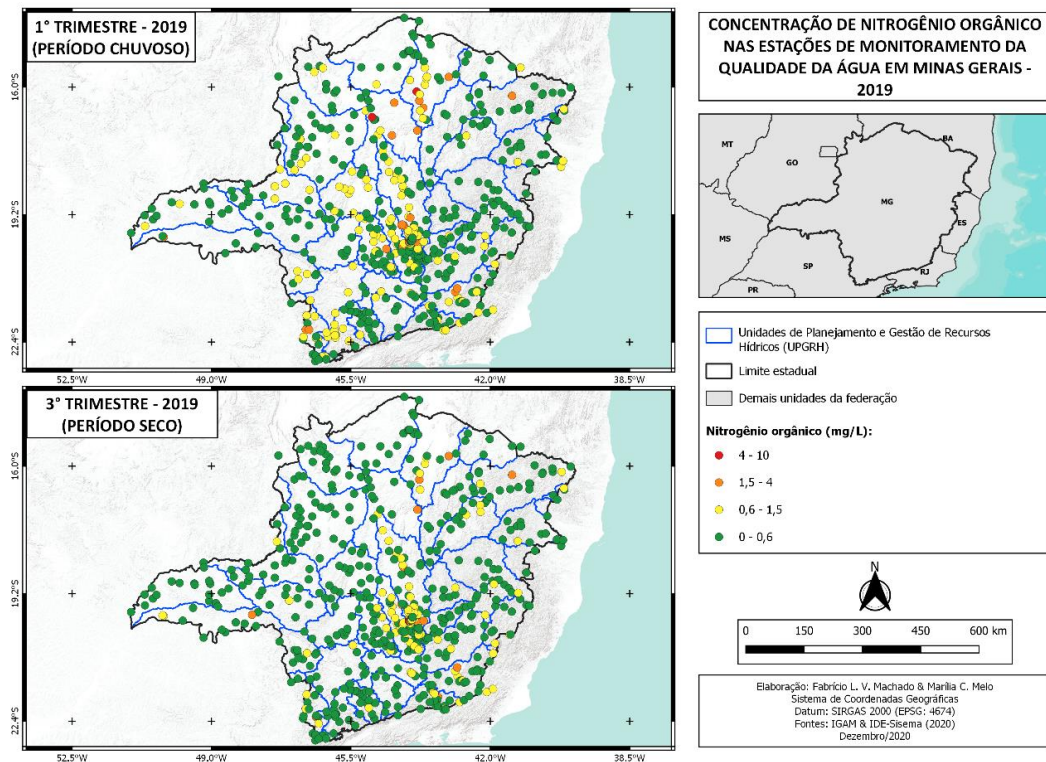 1° TRIMESTRE - 2019
(PERÍODO CHUVOSO)
16.0°S
19.2°S
22.4°S
52.5°W
49.0°W
45.5°W
42.0°W
38.5°W
3° TRIMESTRE - 2019
(PERÍODO SECO)
16.0°S
19.2°S
22.4°S
52.5°W
49.0°W
45.5°W
42.0°W
38.5°W
CONCENTRAÇÃO DE NITROGÊNIO ORGÂNICO
NAS ESTAÇÕES DE MONITORAMENTO DA
QUALIDADE DA ÁGUA EM MINAS GERAIS -
2019
MT
GO
BA
MG
ES
MS
SP
RJ
PR
Unidades de Planejamento e Gestão de Recursos
Hídricos (UPGRH)
Limite estadual
Demais unidades da federação
Nitrogênio orgânico (mg/L):
4 - 10
1,5 - 4
0,6 - 1,5
0 - 0,6
N
0 150 300 450 600 km
Elaboração: Fabrício L. V. Machado & Marília C. Melo
Sistema de Coordenadas Geográficas
Datum: SIRGAS 2000 (EPSG: 4674)
Fontes: IGAM & IDE-Sisema (2020)
Dezembro/2020